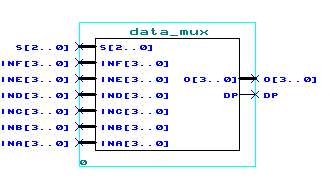 data_mux
S[2..0] S[2..0]
INF[3..0] INF[3..0]
INE[3..0] INE[3..0] O[3..0] O[3..0]
IND[3..0] IND[3..0] DP DP
INC[3..0] INC[3..0]
INB[3..0] INB[3..0]
INA[3..0] INA[3..0]
0